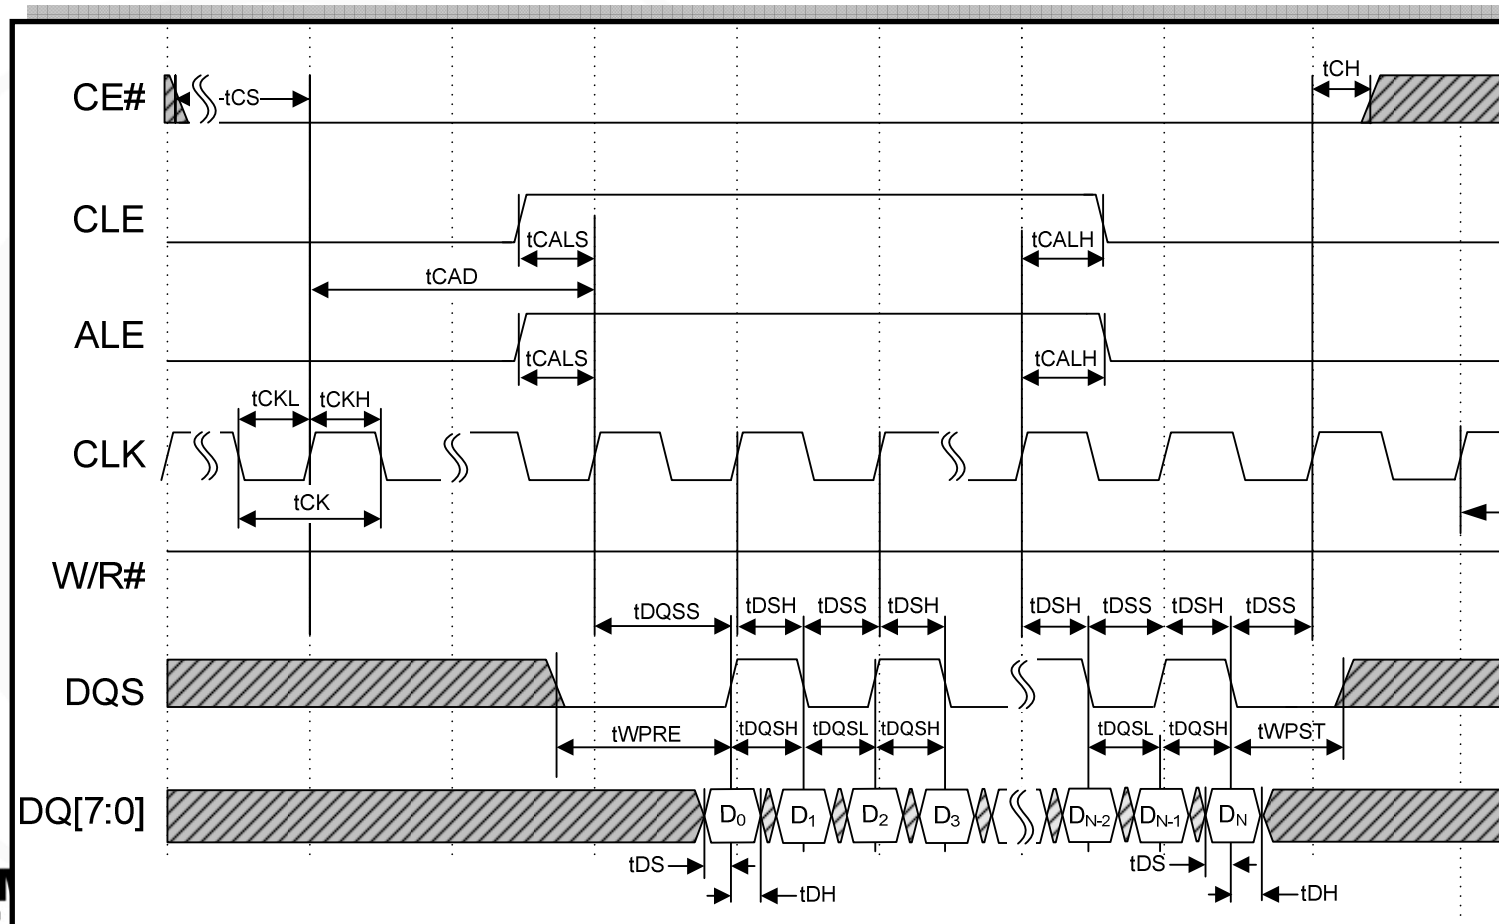 tCH
CE#
tCS
CLE
tCALS
tCALH
tCAD
ALE
tCALS
tCALH
tCKL
tCKH
CLK
tCK
W/R#
tDQSS
tDSH
tDSS
tDSH
tDSH
tDSS
tDSH
tDSS
DQS
tWPRE
tDQSH
tDQSL
tDQSH
tDQSL
tDQSH
tWPST
DQ[7:0]
D0
D1
D2
D3
DN-2
DN-1
DN
tDS
tDH
tDS
tDH